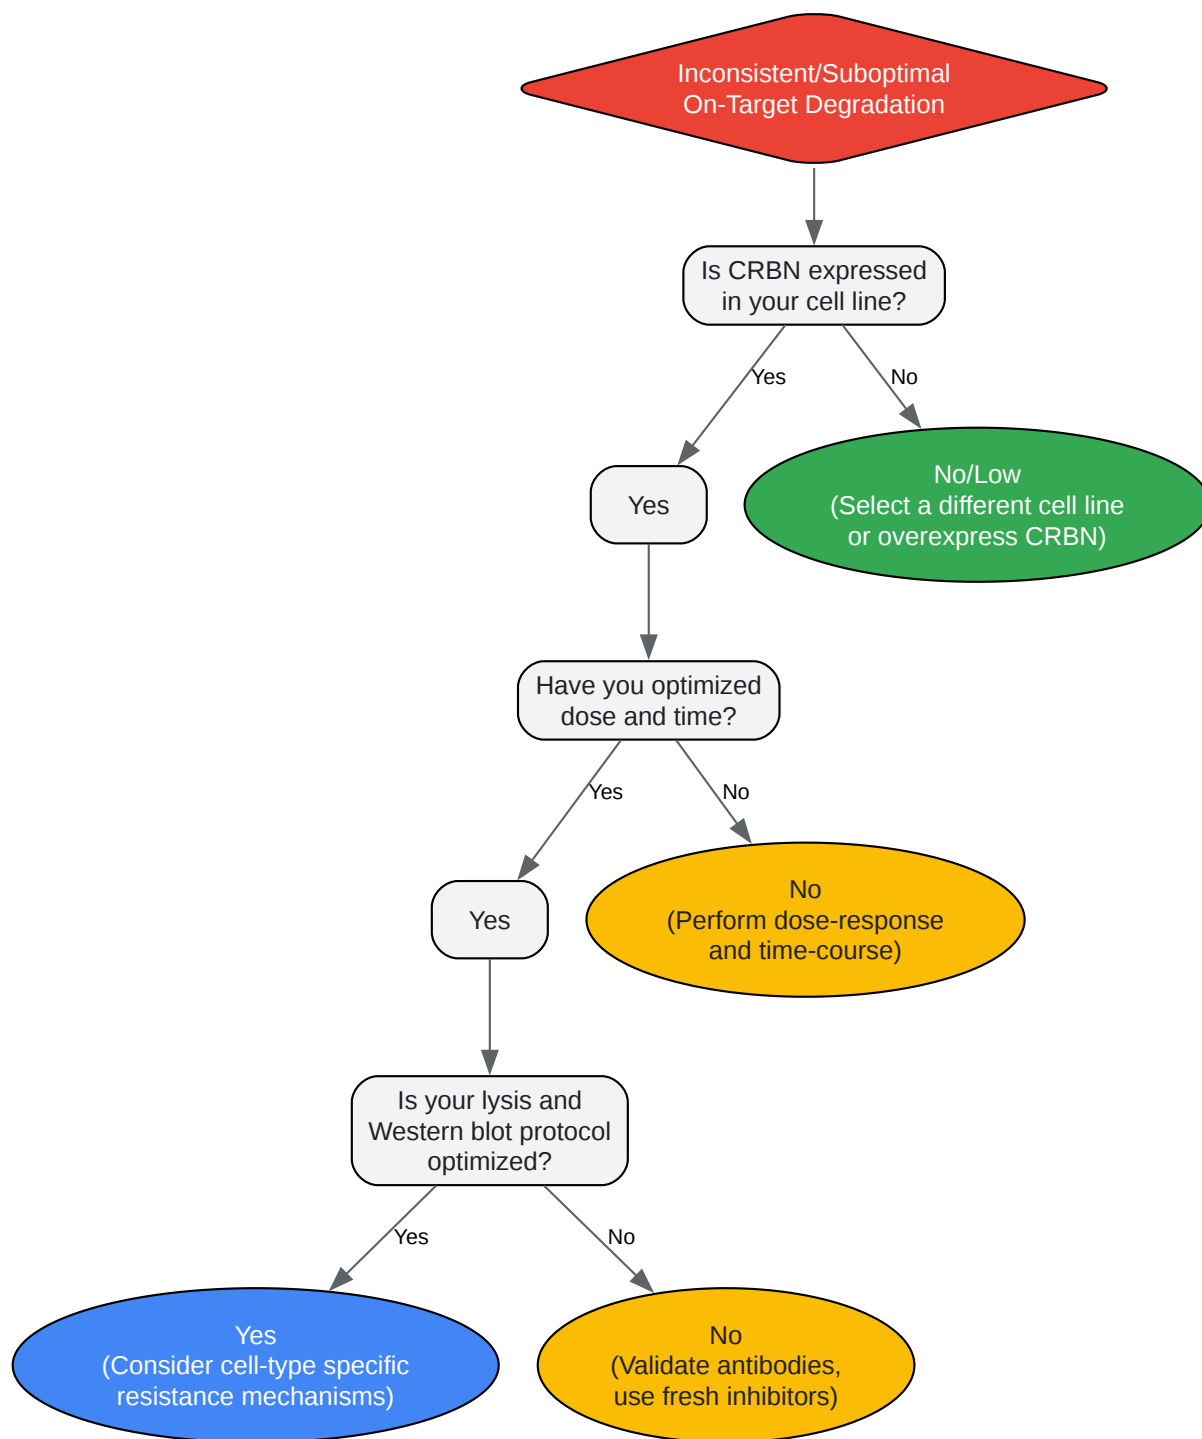 Inconsistent/Suboptimal
On-Target Degradation
Is CRBN expressed
in your cell line?
Yes
No
Yes
No/Low
(Select a different cell line
or overexpress CRBN)
Have you optimized
dose and time?
Yes
No
Yes
No
(Perform dose-response
and time-course)
Is your lysis and
Western blot protocol
optimized?
Yes
No
Yes
(Consider cell-type specific
resistance mechanisms)
No
(Validate antibodies,
use fresh inhibitors)